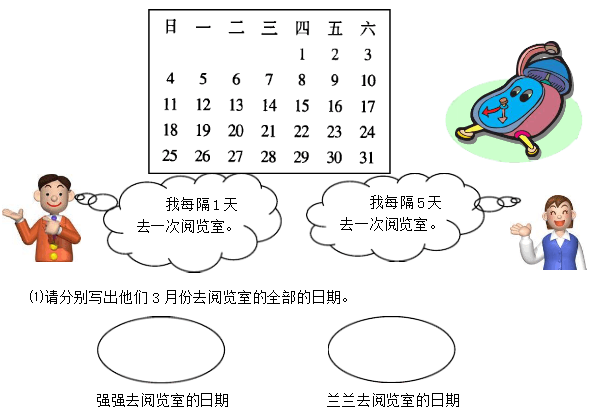 日 一 二 三 四 五 六
1 2 3
4 5 6 7 8 9 10
11 12 13 14 15 16 17
18 19 20 21 22 23 24
25 26 27 28 29 30 31
我每隔1天
去一次阅览室。
我每隔5天
去一次阅览室。
⑴请分别写出他们3月份去阅览室的全部的日期。
强强去阅览室的日期 兰兰去阅览室的日期